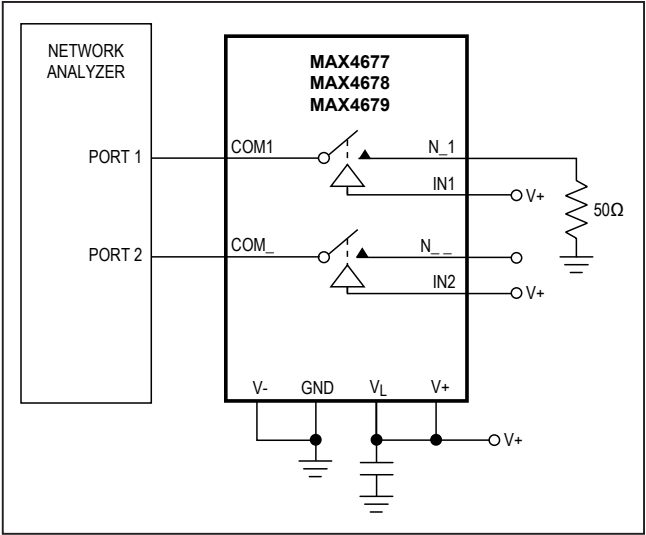 NETWORK
ANALYZER
MAX4677
MAX4678
MAX4679
PORT 1
COM1
N_1
IN1
V+
50Ω
PORT 2
COM_
N_ _
IN2
V+
V-
GND
VL
V+
V+